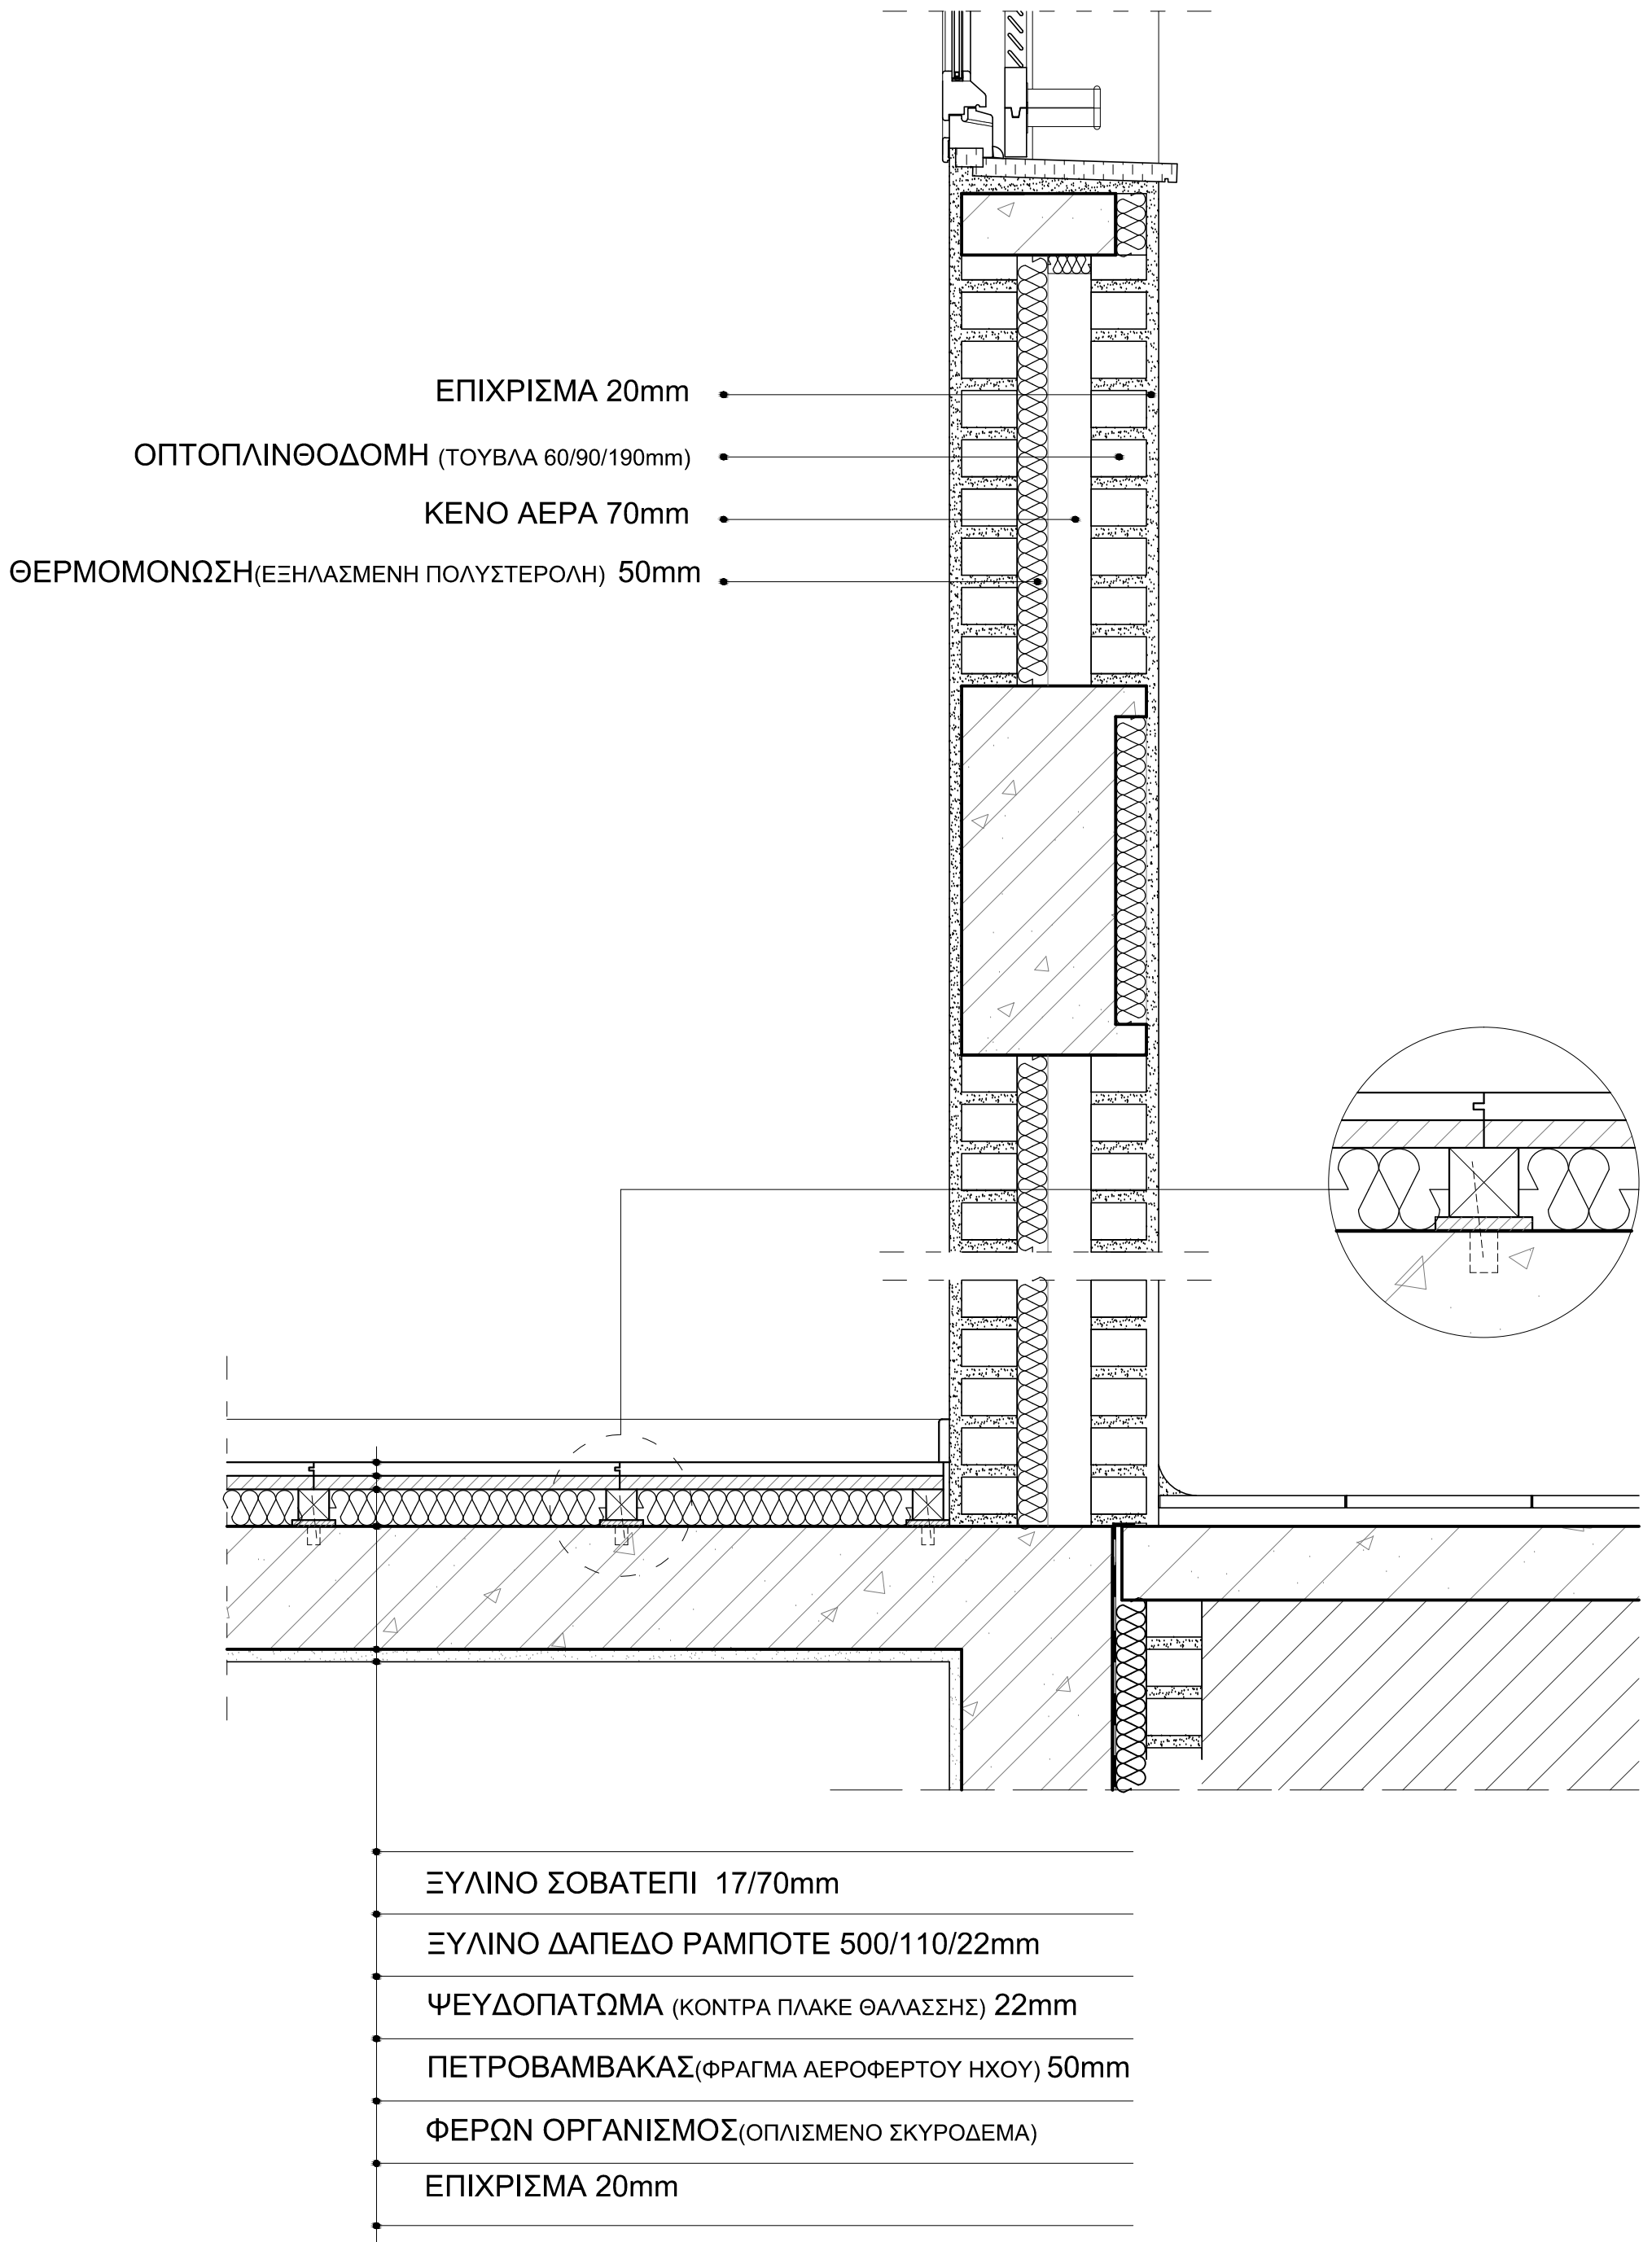 ΕΠΙΧΡΙΣΜΑ 20mm
ΟΠΤΟΠΛΙΝΘΟΔΟΜΗ (ΤΟΥΒΛΑ 60/90/190mm)
ΚΕΝΟ ΑΕΡΑ 70mm
ΘΕΡΜΟΜΟΝΩΣΗ(ΕΞΗΛΑΣΜΕΝΗ ΠΟΛΥΣΤΕΡΟΛΗ) 50mm
ΞΥΛΙΝΟ ΣΟΒΑΤΕΠΙ 17/70mm
ΞΥΛΙΝΟ ΔΑΠΕΔΟ ΡΑΜΠΟΤΕ 500/110/22mm
ΨΕΥΔΟΠΑΤΩΜΑ (ΚΟΝΤΡΑ ΠΛΑΚΕ ΘΑΛΑΣΣΗΣ) 22mm
ΠΕΤΡΟΒΑΜΒΑΚΑΣ(ΦΡΑΓΜΑ ΑΕΡΟΦΕΡΤΟΥ ΗΧΟΥ) 50mm
ΦΕΡΩΝ ΟΡΓΑΝΙΣΜΟΣ(ΟΠΛΙΣΜΕΝΟ ΣΚΥΡΟΔΕΜΑ)
ΕΠΙΧΡΙΣΜΑ 20mm